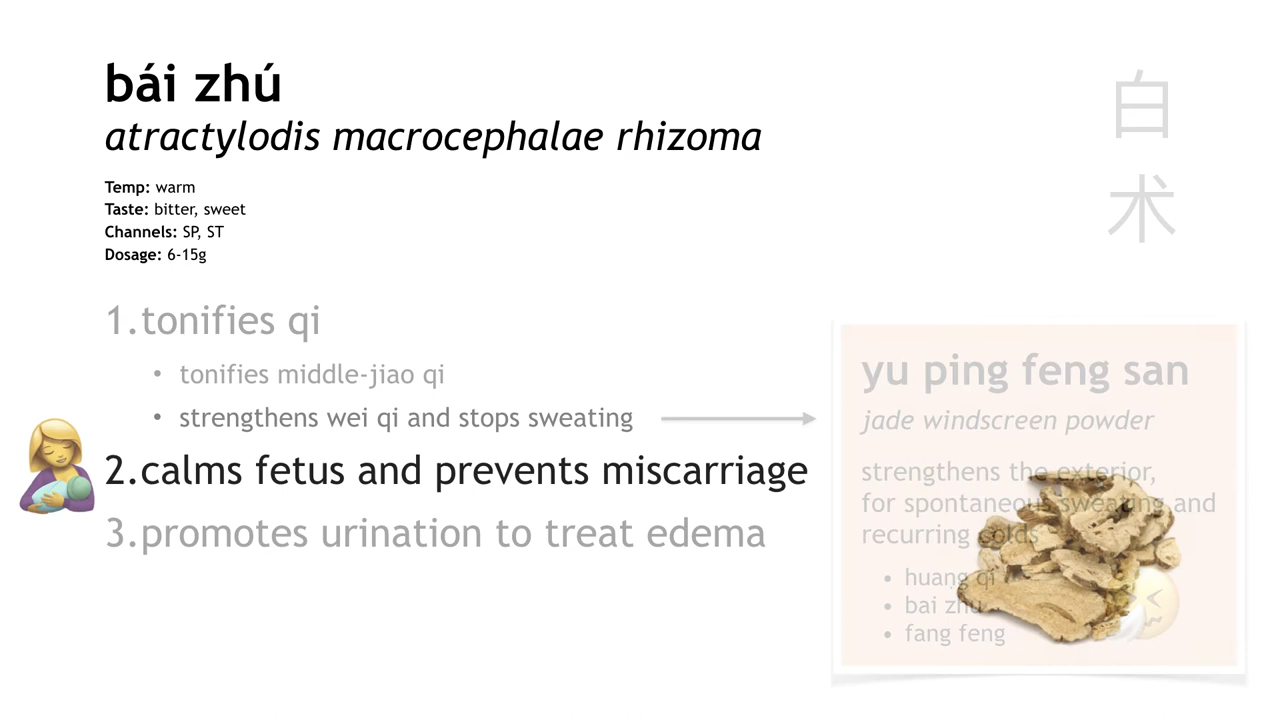 bái zhú
atractylodis macrocephalae rhizoma
Temp: warm
Taste: bitter, sweet
Channels: SP, ST
Dosage: 6-15g
白
术
1.tonifies qi
• tonifies middle-jiao qi
• strengthens wei qi and stops sweating
2.calms fetus and prevents miscarriage
3.promotes urination to treat edema
yu ping feng san
jade windscreen powder
strengthens the exterior,
for spontaneous sweating and
recurring colds
• huang qi
• bai zhu
• fang feng